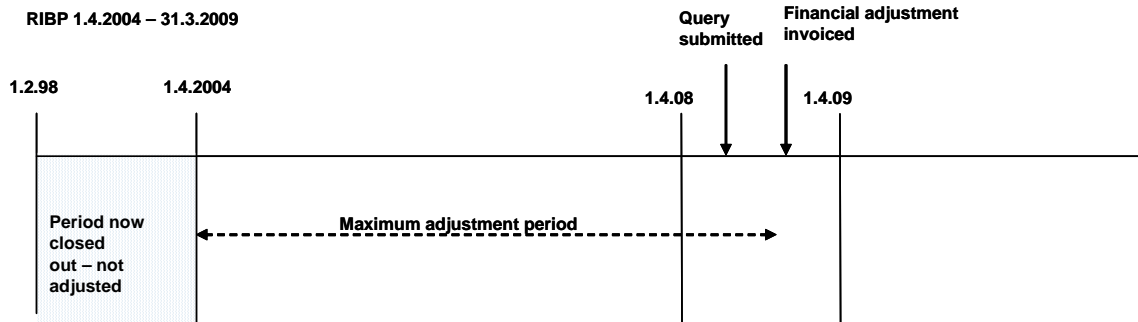 RIBP 1.4.2004 – 31.3.2009
Query
submitted
Financial adjustment
invoiced
1.2.98
1.4.2004
1.4.08
1.4.09
Period now
closed
out – not
adjusted
Maximum adjustment period